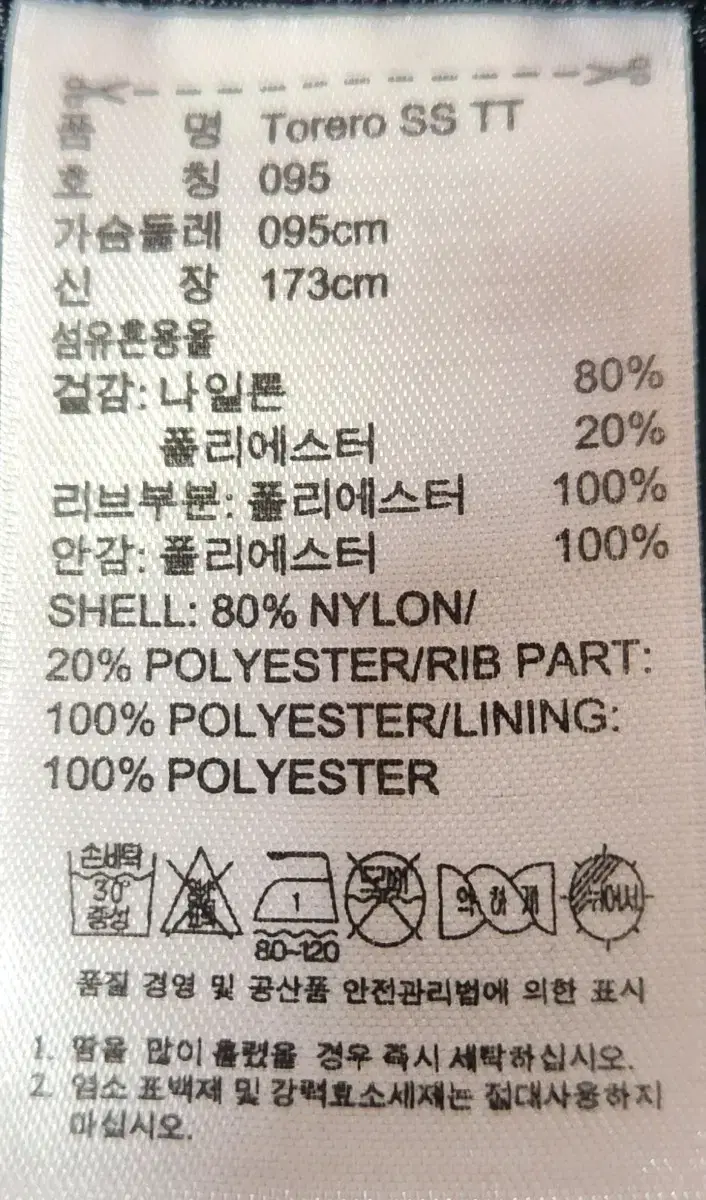 품 명 Torero SS TT
호 칭 095
가슴둘레 095cm
신 장 173cm
섬유혼용율
겉감: 나일론 80%
폴리에스터 20%
리브부분: 폴리에스터 100%
안감: 폴리에스터 100%
SHELL: 80% NYLON/
20% POLYESTER/RIB PART:
100% POLYESTER/LINING:
100% POLYESTER
손세탁
30°
중성
1
80~120
약하게
뉘어서
품질 경영 및 공산품 안전관리법에 의한 표시
1. 땀을 많이 흘렸을 경우 즉시 세탁하십시오.
2. 염소 표백제 및 강력효소세제는 절대사용하지
마십시오.